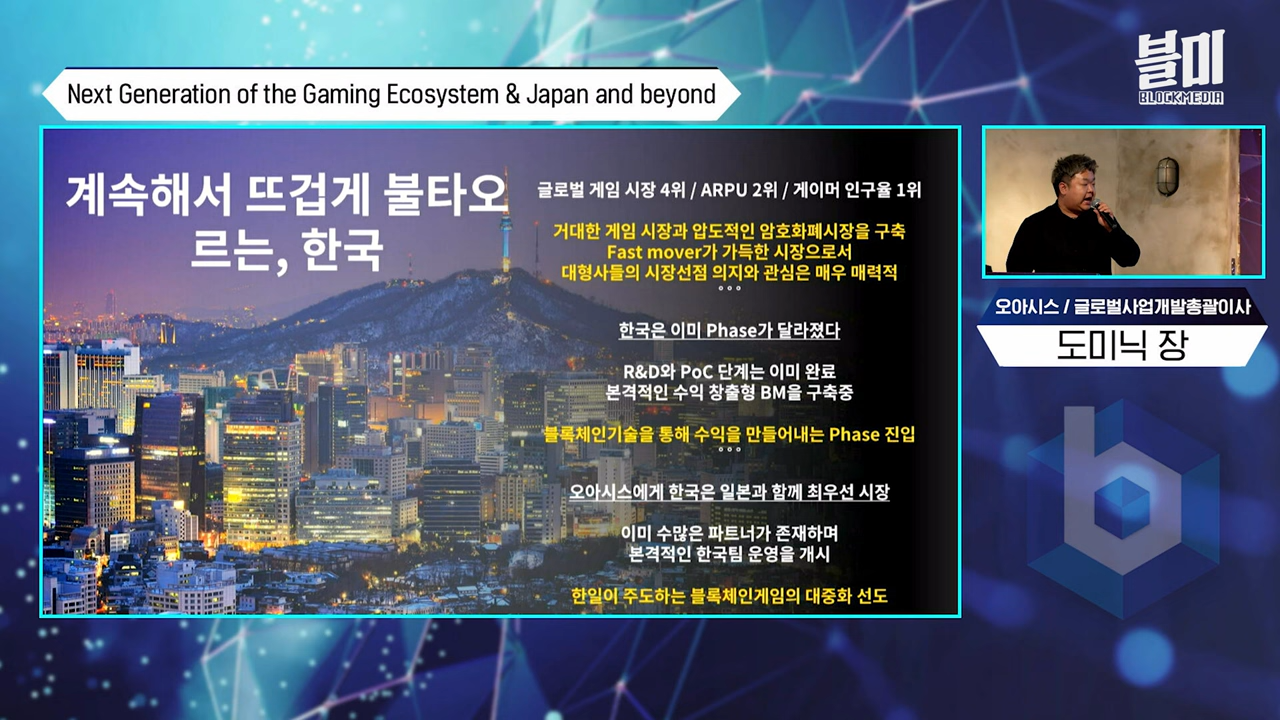 블미
BLOCKMEDIA
Next Generation of the Gaming Ecosystem & Japan and beyond
계속해서 뜨겁게 불타오
르는, 한국
글로벌 게임 시장 4위 / ARPU 2위 / 게이머 인구율 1위
거대한 게임 시장과 압도적인 암호화폐시장을 구축
Fast mover가 가득한 시장으로서
대형사들의 시장선점 의지와 관심은 매우 매력적
한국은 이미 Phase가 달라졌다
R&D와 PoC 단계는 이미 완료
본격적인 수익 창출형 BM을 구축중
블록체인기술을 통해 수익을 만들어내는 Phase 진입
오아시스에게 한국은 일본과 함께 최우선 시장
이미 수많은 파트너가 존재하며
본격적인 한국팀 운영을 개시
한일이 주도하는 블록체인게임의 대중화 선도
오아시스 / 글로벌사업개발총괄이사
도미닉 장